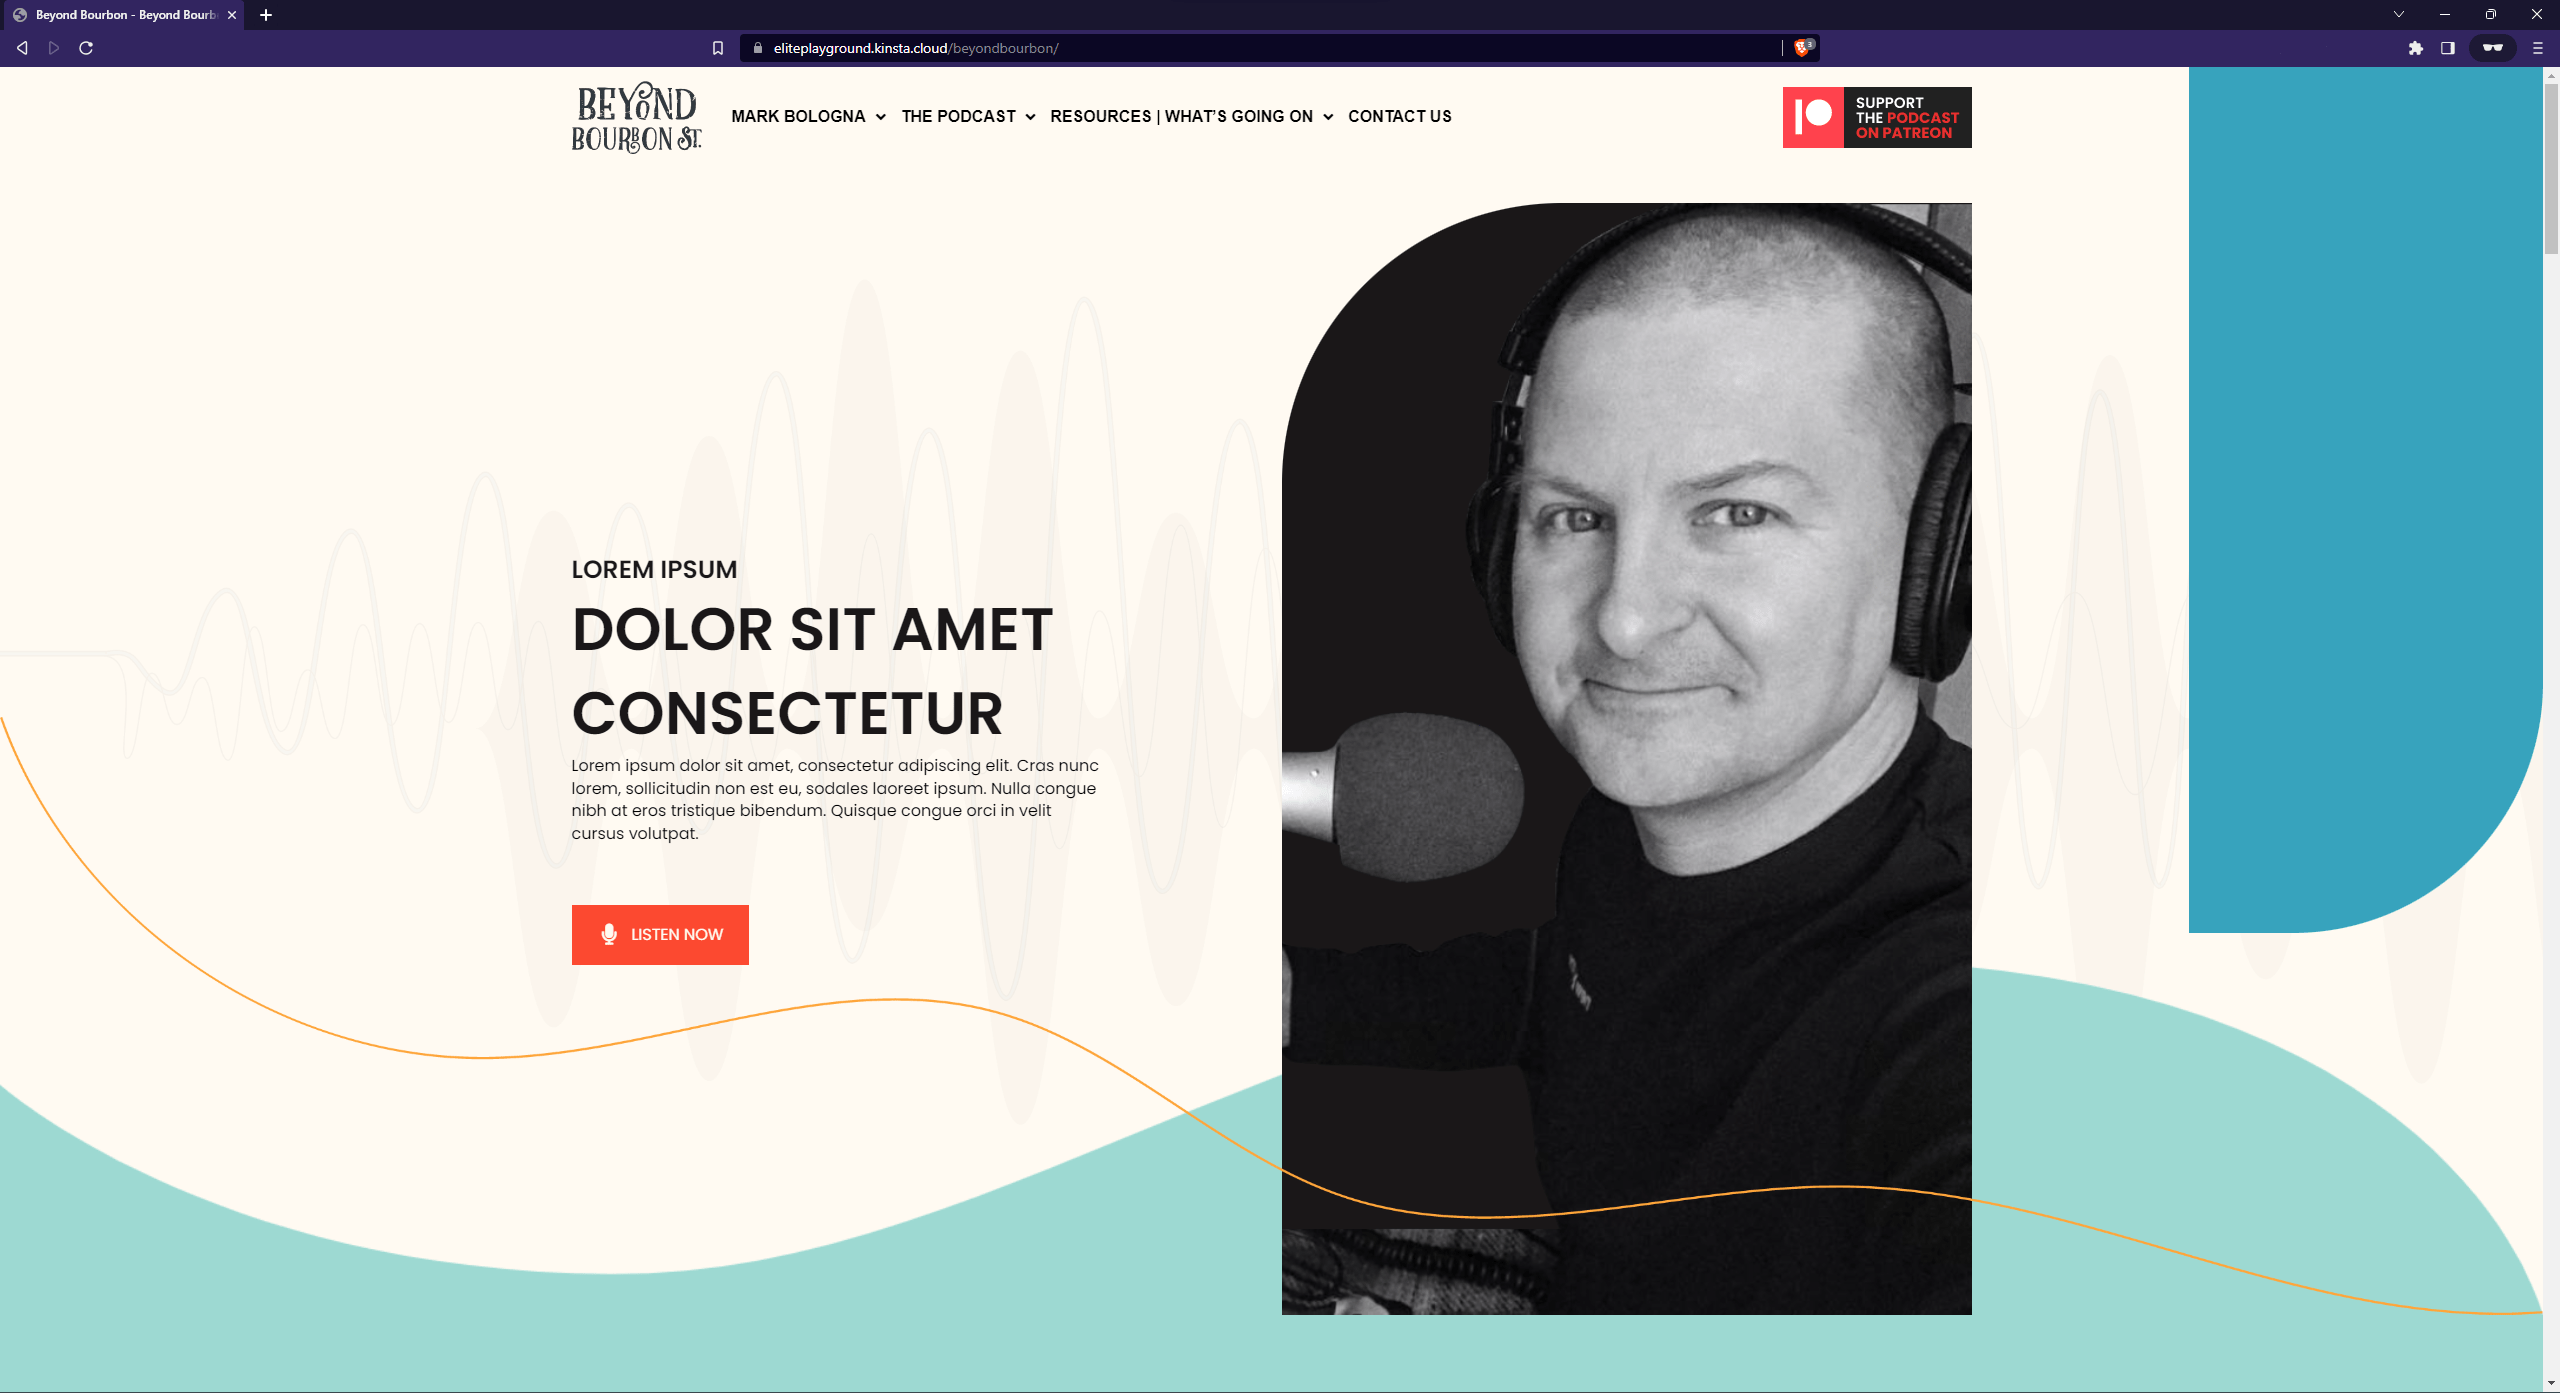 Beyond Bourbon - Beyond Bourb
eliteplayground.kinsta.cloud/beyondbourbon/
3
BEYOND
BOURBON ST.
MARK BOLOGNA
THE PODCAST
RESOURCES | WHAT’S GOING ON
CONTACT US
SUPPORT
THE PODCAST
ON PATREON
LOREM IPSUM
DOLOR SIT AMET
CONSECTETUR
Lorem ipsum dolor sit amet, consectetur adipiscing elit. Cras nunc
lorem, sollicitudin non est eu, sodales laoreet ipsum. Nulla congue
nibh at eros tristique bibendum. Quisque congue orci in velit
cursus volutpat.
LISTEN NOW